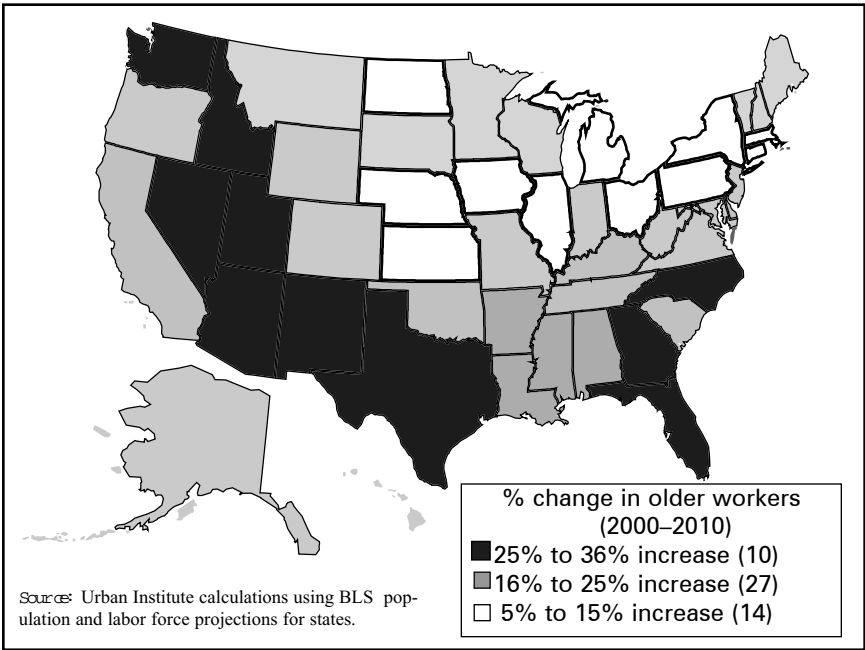 % change in older workers
(2000–2010)
25% to 36% increase (10)
16% to 25% increase (27)
5% to 15% increase (14)
Source: Urban Institute calculations using BLS pop-
ulation and labor force projections for states.